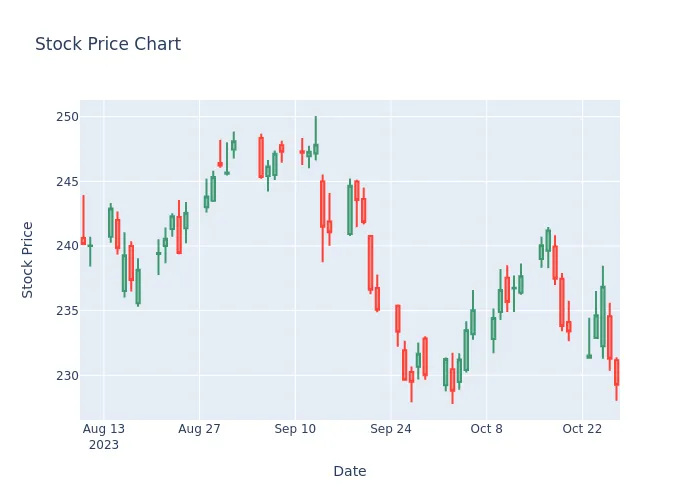 Stock Price Chart
250
245
240
235
230
Stock Price
Aug 13
2023
Aug 27
Sep 10
Sep 24
Oct 8
Oct 22
Date